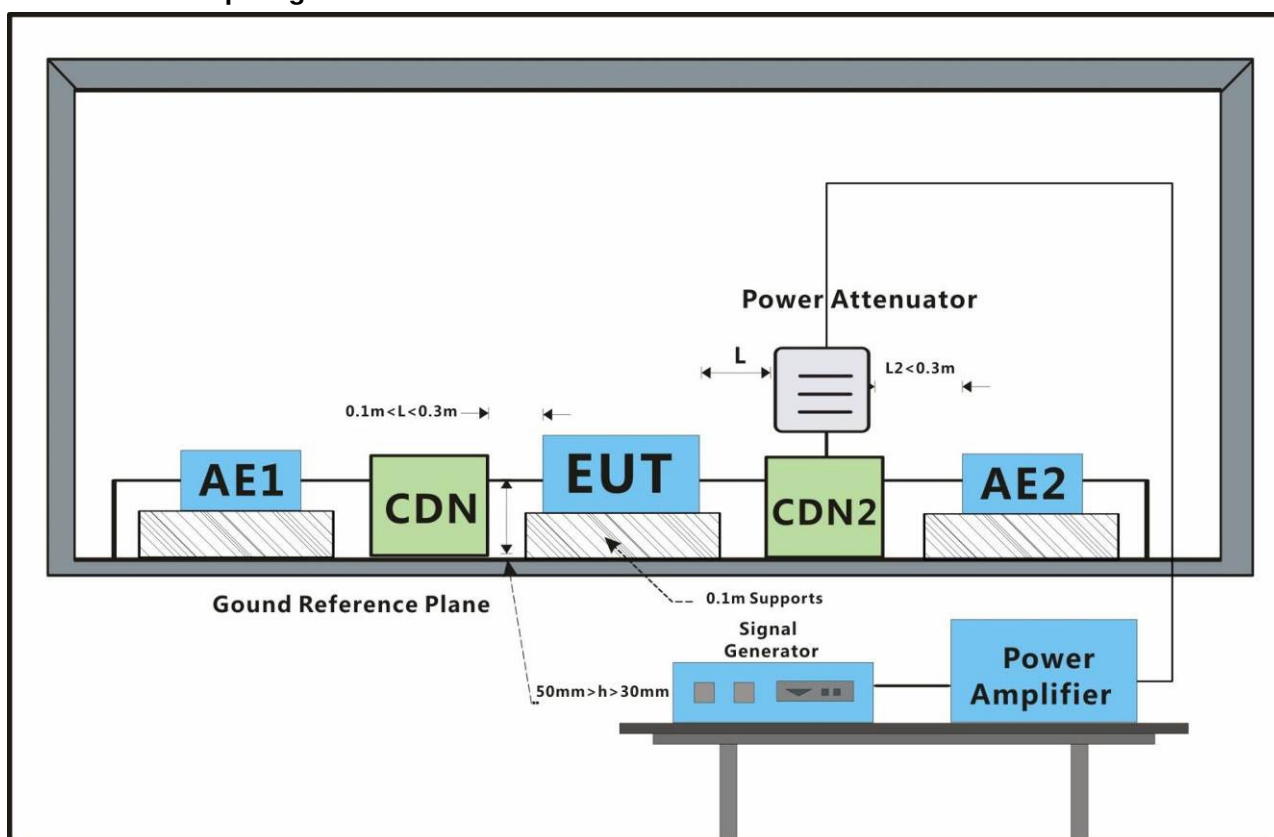 Power Attenuator
L
L2<0.3m
0.1m<L<0.3m
AE1
CDN
EUT
CDN2
AE2
Gound Reference Plane
0.1m Supports
Signal
Generator
Power
Amplifier
50mm>h>30mm